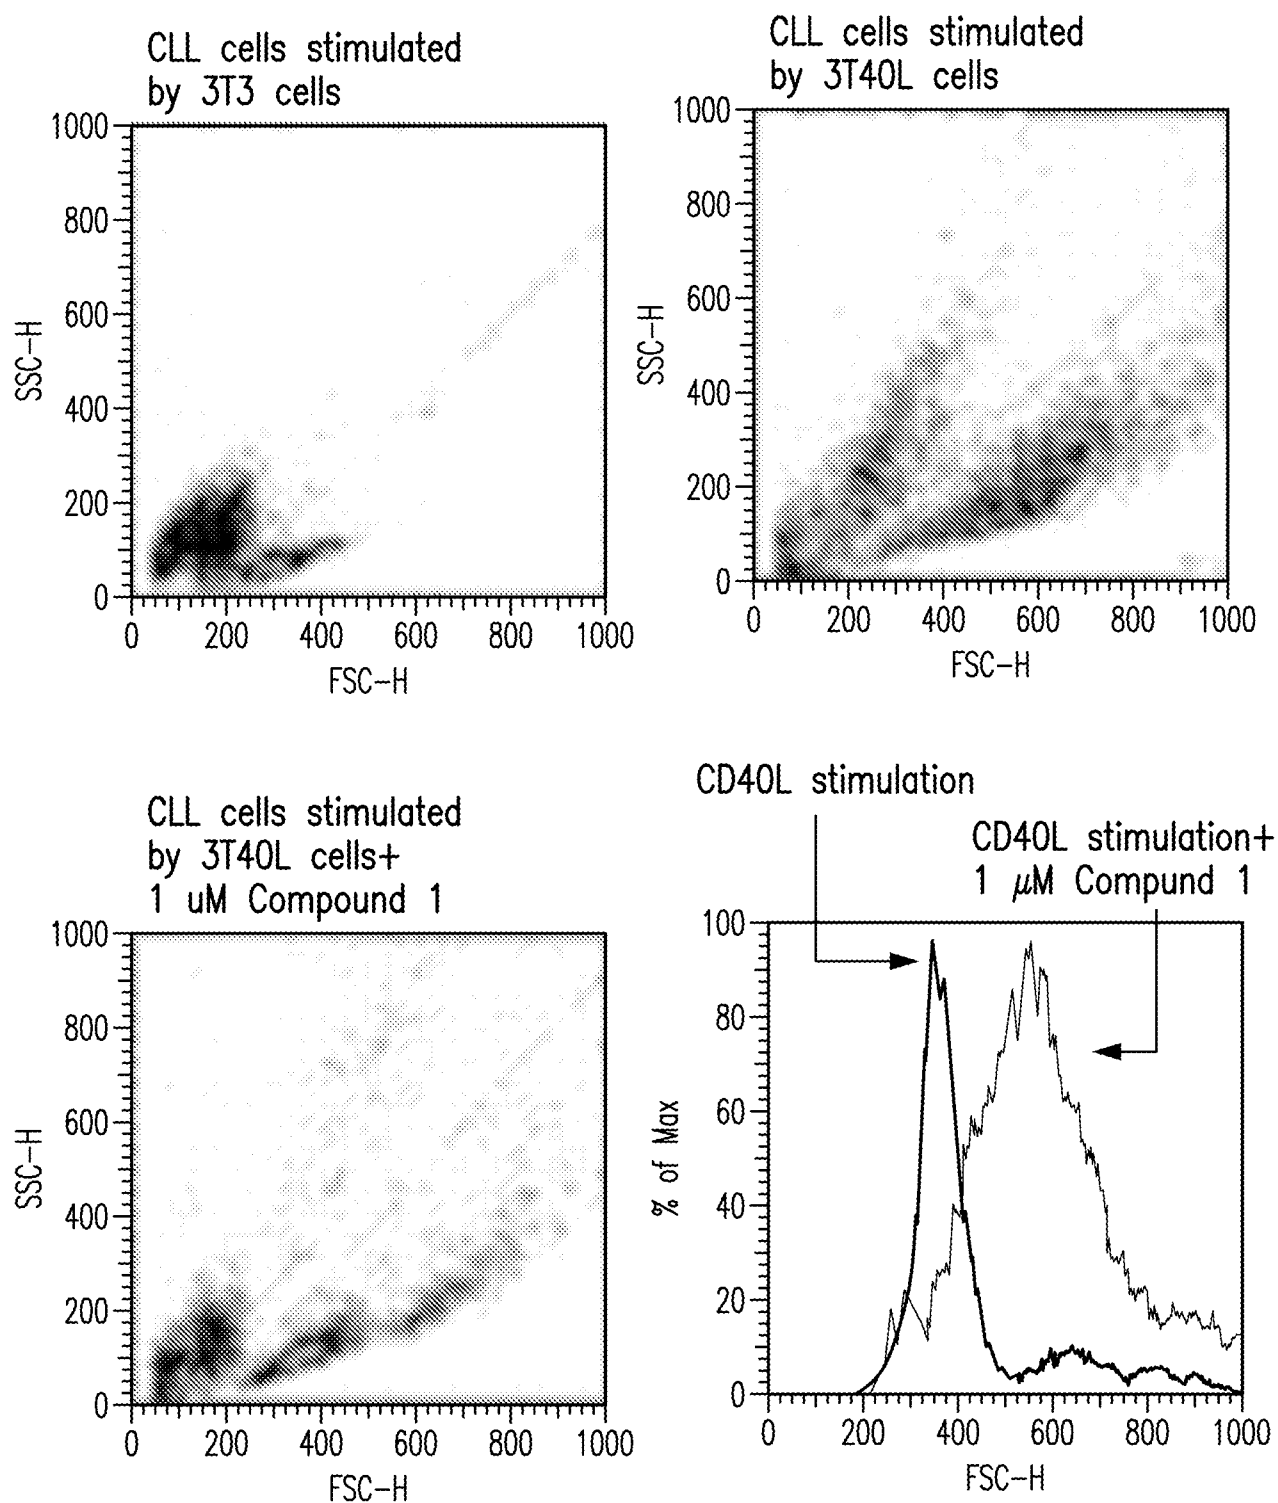 CLL cells stimulated
by 3T3 cells
1000
800
600
400
200
0
SSC-H
0 200 400 600 800 1000
FSC-H
CLL cells stimulated
by 3T40L cells
1000
800
600
400
200
0
SSC-H
0 200 400 600 800 1000
FSC-H
CLL cells stimulated
by 3T40L cells+
1 uM Compound 1
1000
800
600
400
200
0
SSC-H
0 200 400 600 800 1000
FSC-H
CD40L stimulation
CD40L stimulation+
1 μM Compund 1
100
80
60
40
20
0
% of Max
0 200 400 600 800 1000
FSC-H